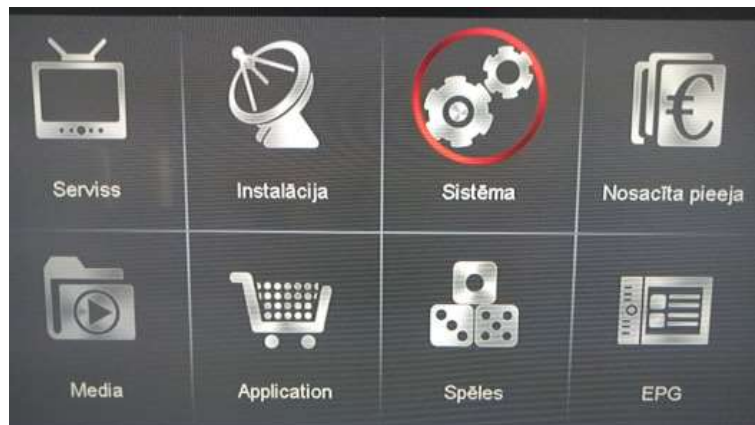 Serviss
Instalācija
Sistēma
Nosacīta pieeja
Media
Application
Spēles
EPG